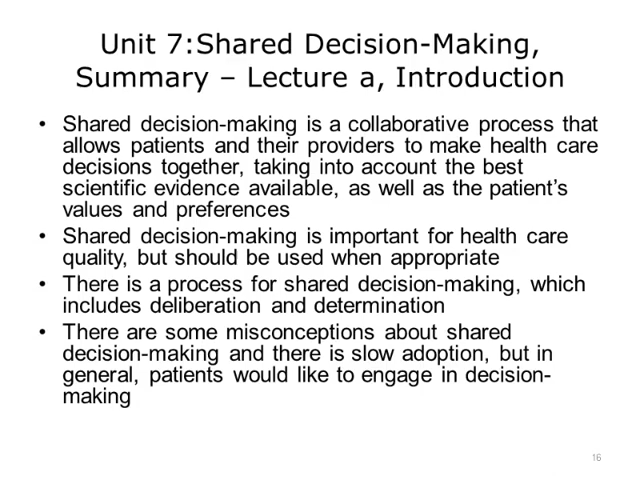 Unit 7:Shared Decision-Making,
Summary – Lecture a, Introduction
• Shared decision-making is a collaborative process that
allows patients and their providers to make health care
decisions together, taking into account the best
scientific evidence available, as well as the patient’s
values and preferences
• Shared decision-making is important for health care
quality, but should be used when appropriate
• There is a process for shared decision-making, which
includes deliberation and determination
• There are some misconceptions about shared
decision-making and there is slow adoption, but in
general, patients would like to engage in decision-
making
16